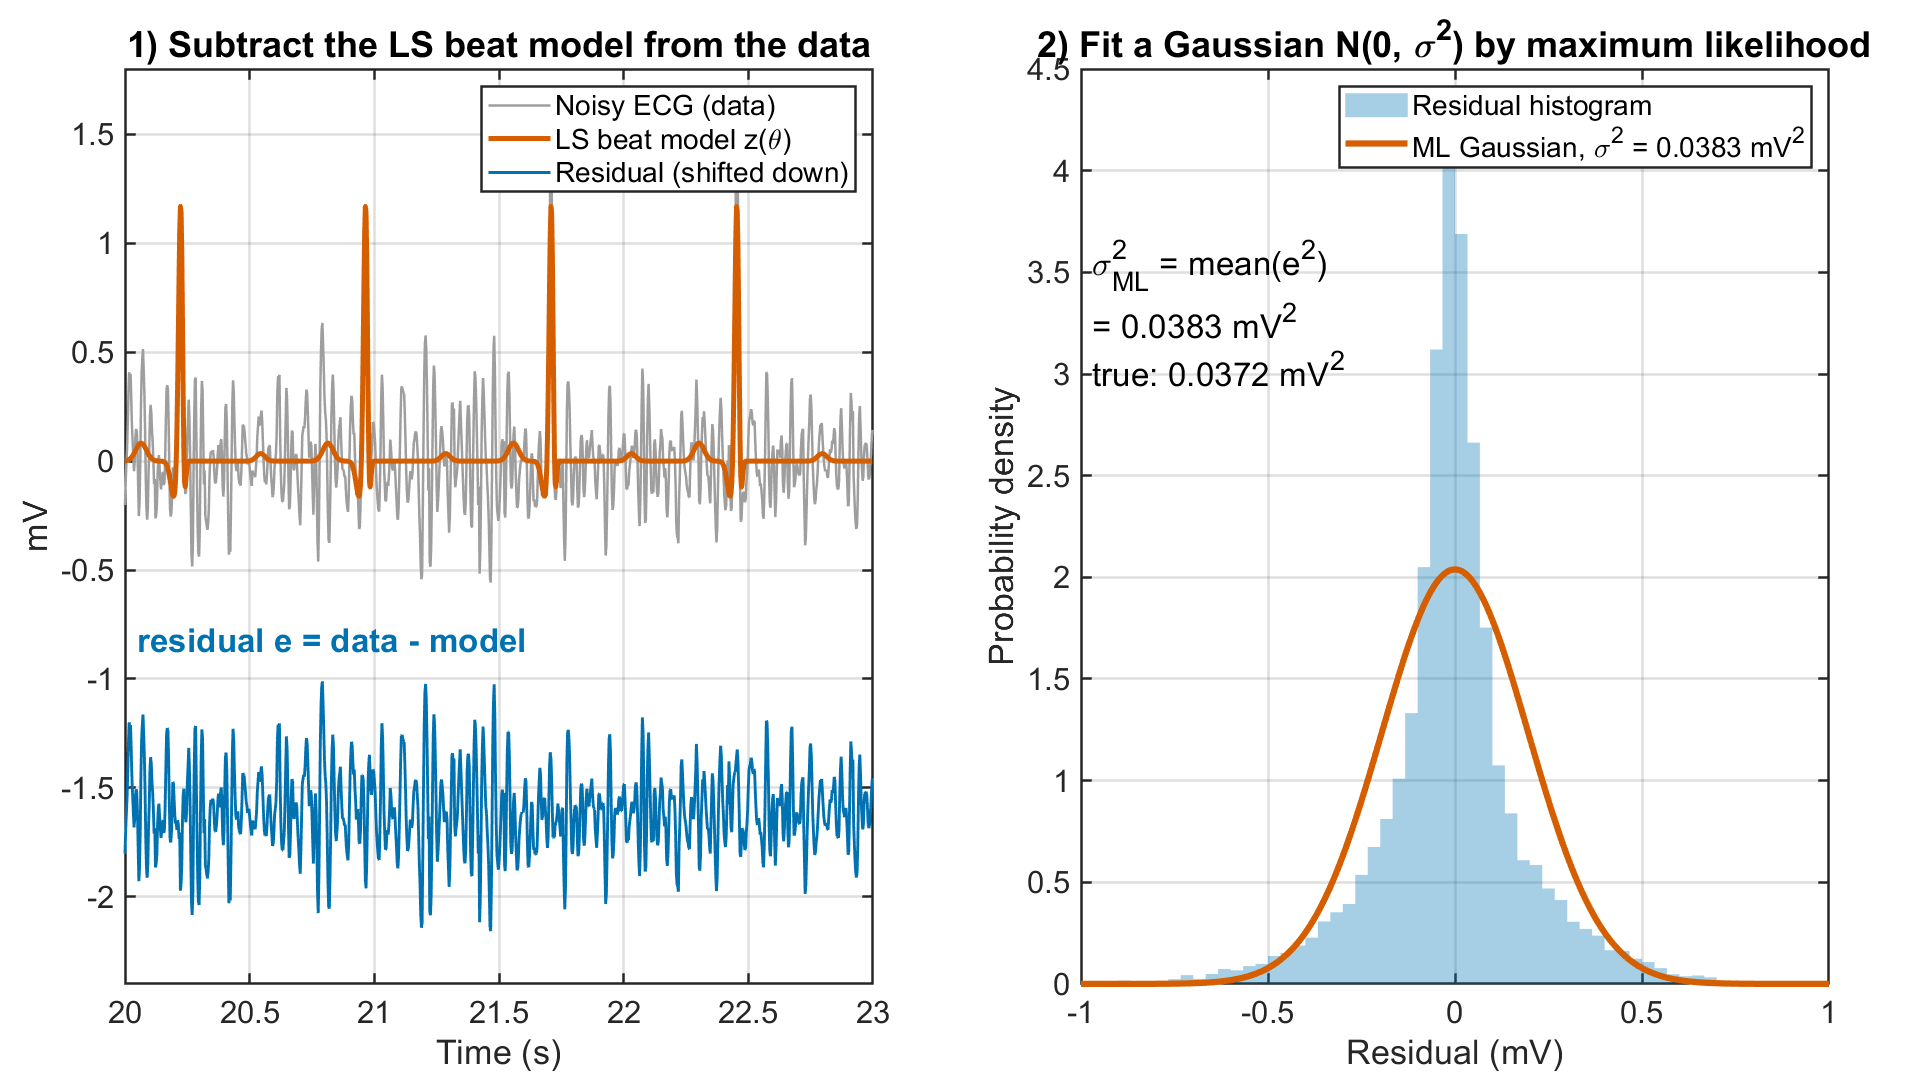 1) Subtract the LS beat model from the data
Noisy ECG (data)
LS beat model z(θ)
Residual (shifted down)
1.5
1
0.5
0
-0.5
-1
-1.5
-2
mV
residual e = data - model
20
20.5
21
21.5
22
22.5
23
Time (s)
2) Fit a Gaussian N(0, σ²) by maximum likelihood
Residual histogram
ML Gaussian, σ² = 0.0383 mV²
σ²ML = mean(e²)
= 0.0383 mV²
true: 0.0372 mV²
4.5
4
3.5
3
2.5
2
1.5
1
0.5
0
Probability density
-1
-0.5
0
0.5
1
Residual (mV)